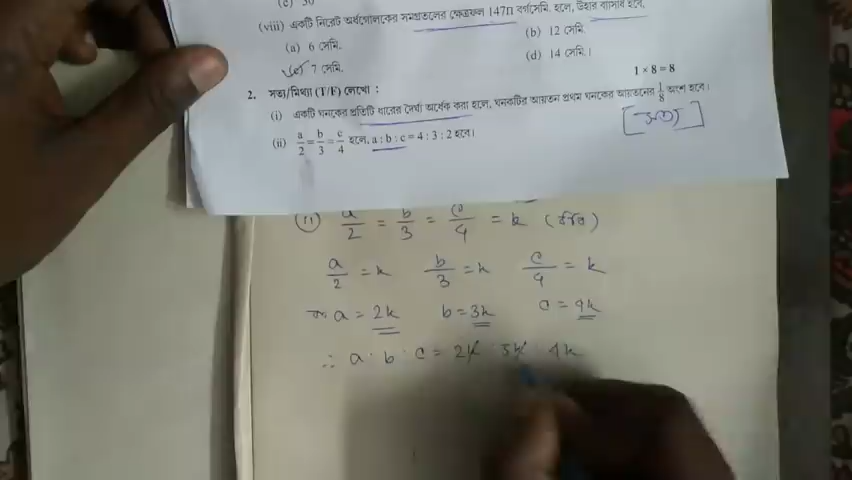 (c) 30
(viii) একটি নিরেট অর্ধগোলকের সমগ্রতলের ক্ষেত্রফল 147Π বর্গসেমি. হলে, উহার ব্যাসার্ধ হবে,
(a) 6 সেমি. (b) 12 সেমি.
(c) 7 সেমি. (d) 14 সেমি.।
2. সত্য/মিথ্যা (T/F) লেখো : 1 × 8 = 8
(i) একটি ঘনকের প্রতিটি ধারের দৈর্ঘ্য অর্ধেক করা হলে, ঘনকটির আয়তন প্রথম ঘনকের আয়তনের 1/8 অংশ হবে।
[সত্য]
(ii) a/2 = b/3 = c/4 হলে, a : b : c = 4 : 3 : 2 হবে।
(ii) a/2 = b/3 = c/4 = k (ধরি)
a/2 = k b/3 = k c/4 = k
বা a = 2k b = 3k c = 4k
∴ a : b : c = 2k : 3k : 4k